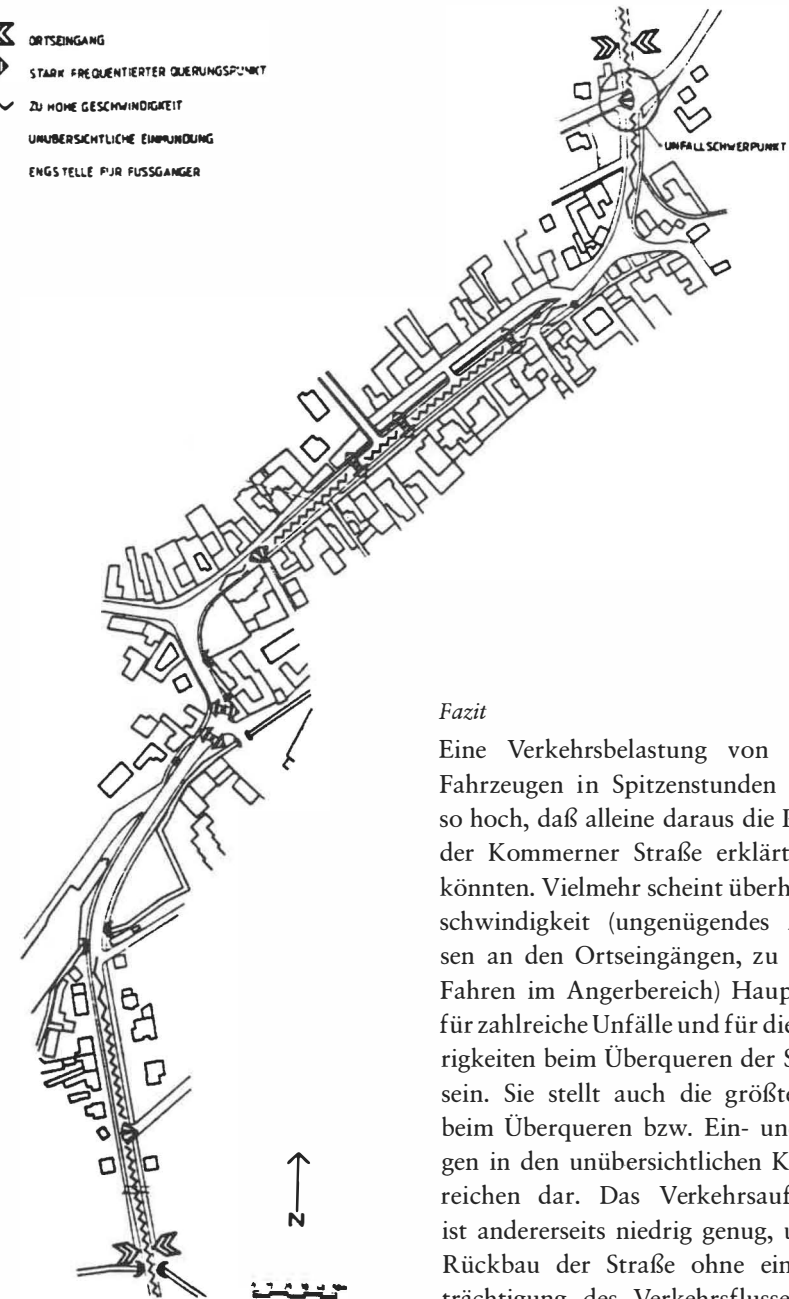 ORTSEINGANG
STARK FREQUENTIERTER QUERUNGSPUNKT
ZU HOHE GESCHWINDIGKEIT
UNÜBERSICHTLICHE EINMÜNDUNG
ENGSTELLE FÜR FUSSGÄNGER
UNFALLSCHWERPUNKT
N
Fazit
Eine Verkehrsbelastung von
Fahrzeugen in Spitzenstunden
so hoch, daß alleine daraus die
der Kommerner Straße erklärt
könnten. Vielmehr scheint überh
schwindigkeit (ungenügendes
sen an den Ortseingängen, zu
Fahren im Angerbereich) Haup
für zahlreiche Unfälle und für die
rigkeiten beim Überqueren der S
sein. Sie stellt auch die größte
beim Überqueren bzw. Ein- un
gen in den unübersichtlichen K
reichen dar. Das Verkehrsauf
ist andererseits niedrig genug, u
Rückbau der Straße ohne ein
trächtigung des Verkehrsflusse